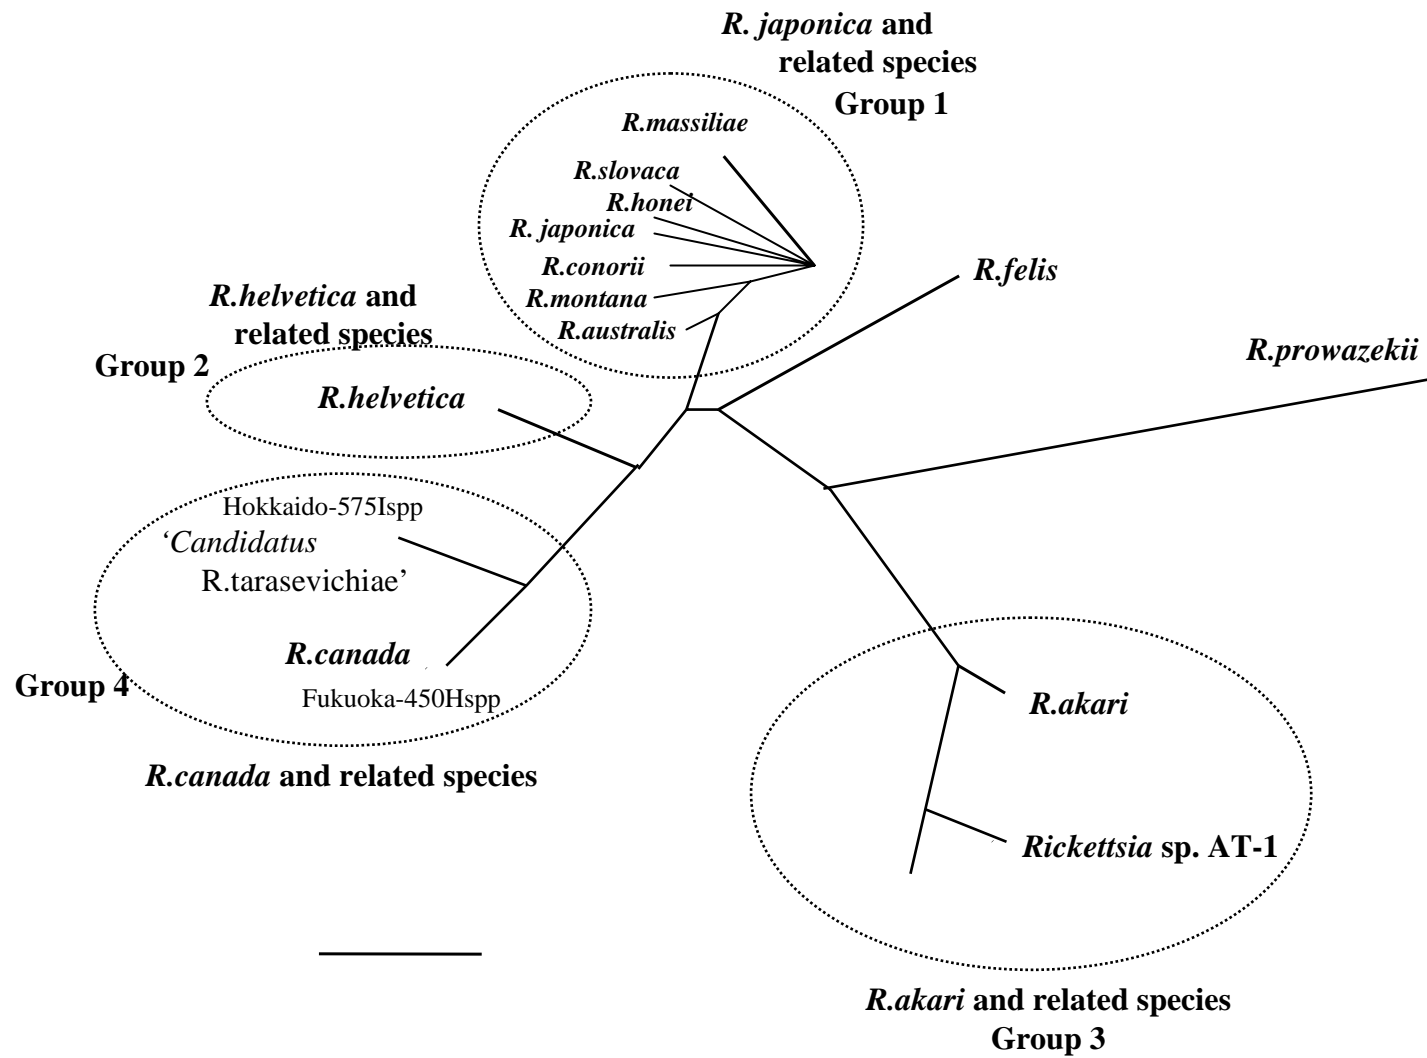 R. japonica and
related species
Group 1
R.massiliae
R.slovaca
R.honei
R. japonica
R.conorii
R.montana
R.australis
R.felis
R.prowazekii
R.helvetica and
related species
Group 2
R.helvetica
Hokkaido-575Ispp
‘Candidatus
R.tarasevichiae’
R.canada
Fukuoka-450Hspp
Group 4
R.canada and related species
R.akari
Rickettsia sp. AT-1
R.akari and related species
Group 3